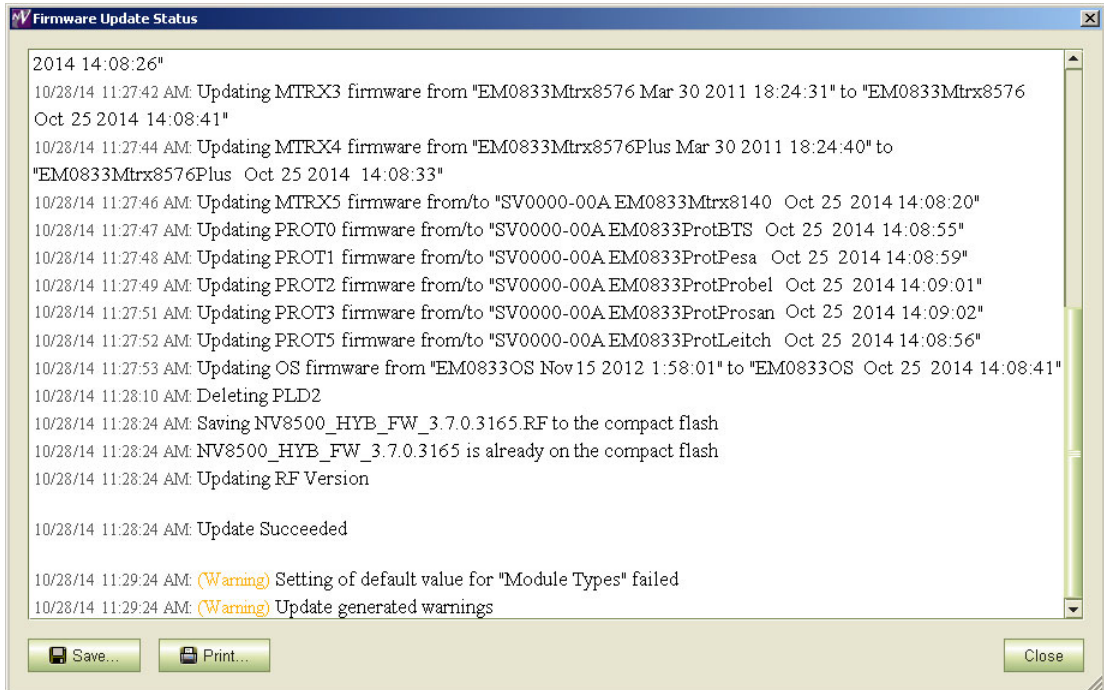 Firmware Update Status
2014 14:08:26"
10/28/14 11:27:42 AM: Updating MTRX3 firmware from "EM0833Mtrx8576 Mar 30 2011 18:24:31" to "EM0833Mtrx8576
Oct 25 2014 14:08:41"
10/28/14 11:27:44 AM: Updating MTRX4 firmware from "EM0833Mtrx8576Plus Mar 30 2011 18:24:40" to
"EM0833Mtrx8576Plus Oct 25 2014 14:08:33"
10/28/14 11:27:46 AM: Updating MTRX5 firmware from/to "SV0000-00A EM0833Mtrx8140 Oct 25 2014 14:08:20"
10/28/14 11:27:47 AM: Updating PROT0 firmware from/to "SV0000-00A EM0833ProtBTS Oct 25 2014 14:08:55"
10/28/14 11:27:48 AM: Updating PROT1 firmware from/to "SV0000-00A EM0833ProtPesa Oct 25 2014 14:08:59"
10/28/14 11:27:49 AM: Updating PROT2 firmware from/to "SV0000-00A EM0833ProtProbel Oct 25 2014 14:09:01"
10/28/14 11:27:51 AM: Updating PROT3 firmware from/to "SV0000-00A EM0833ProtProsan Oct 25 2014 14:09:02"
10/28/14 11:27:52 AM: Updating PROT5 firmware from/to "SV0000-00A EM0833ProtLeitch Oct 25 2014 14:08:56"
10/28/14 11:27:53 AM: Updating OS firmware from "EM0833OS Nov 15 2012 1:58:01" to "EM0833OS Oct 25 2014 14:08:41"
10/28/14 11:28:10 AM: Deleting PLD2
10/28/14 11:28:24 AM: Saving NV8500_HYB_FW_3.7.0.3165.RF to the compact flash
10/28/14 11:28:24 AM: NV8500_HYB_FW_3.7.0.3165 is already on the compact flash
10/28/14 11:28:24 AM: Updating RF Version
10/28/14 11:28:24 AM: Update Succeeded
10/28/14 11:29:24 AM: (Warning) Setting of default value for "Module Types" failed
10/28/14 11:29:24 AM: (Warning) Update generated warnings
Save... Print... Close